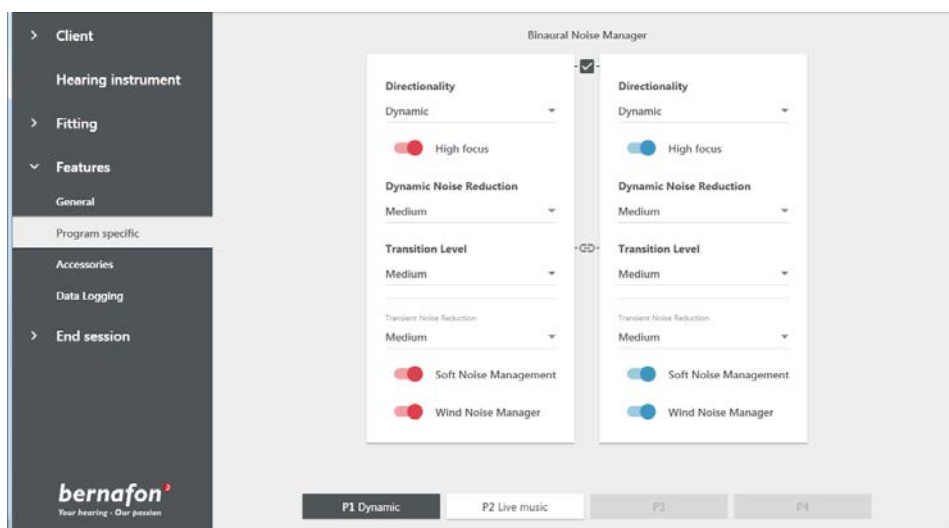 Client
Hearing instrument
Fitting
Features
General
Program specific
Accessories
Data Logging
End session
bernafon
Your hearing · Our passion
Binaural Noise Manager
Directionality
Dynamic
High focus
Dynamic Noise Reduction
Medium
Transition Level
Medium
Transient Noise Reduction
Medium
Soft Noise Management
Wind Noise Manager
Directionality
Dynamic
High focus
Dynamic Noise Reduction
Medium
Transition Level
Medium
Transient Noise Reduction
Medium
Soft Noise Management
Wind Noise Manager
P1 Dynamic
P2 Live music
P3
P4